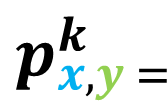 p^k_{x,y} =